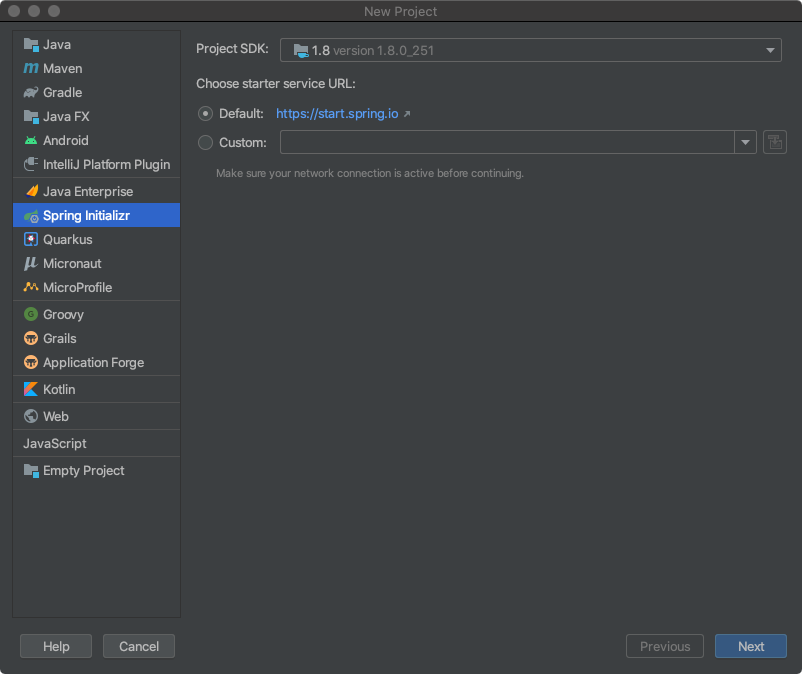 New Project
Java
Maven
Gradle
Java FX
Android
IntelliJ Platform Plugin
Java Enterprise
Spring Initializr
Quarkus
Micronaut
MicroProfile
Groovy
Grails
Application Forge
Kotlin
Web
JavaScript
Empty Project
Project SDK: 1.8 version 1.8.0_251
Choose starter service URL:
Default: https://start.spring.io
Custom:
Make sure your network connection is active before continuing.
Help Cancel Previous Next